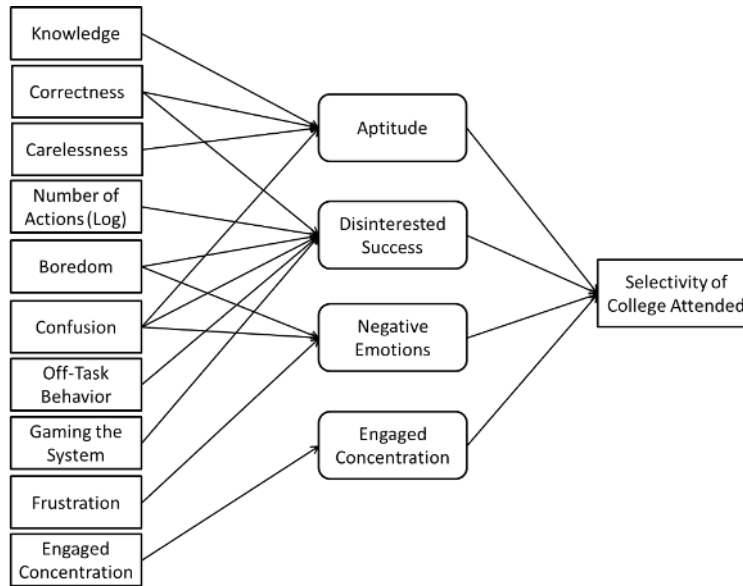 Knowledge
Correctness
Carelessness
Number of
Actions (Log)
Boredom
Confusion
Off-Task
Behavior
Gaming the
System
Frustration
Engaged
Concentration
Aptitude
Disinterested
Success
Negative
Emotions
Engaged
Concentration
Selectivity of
College Attended